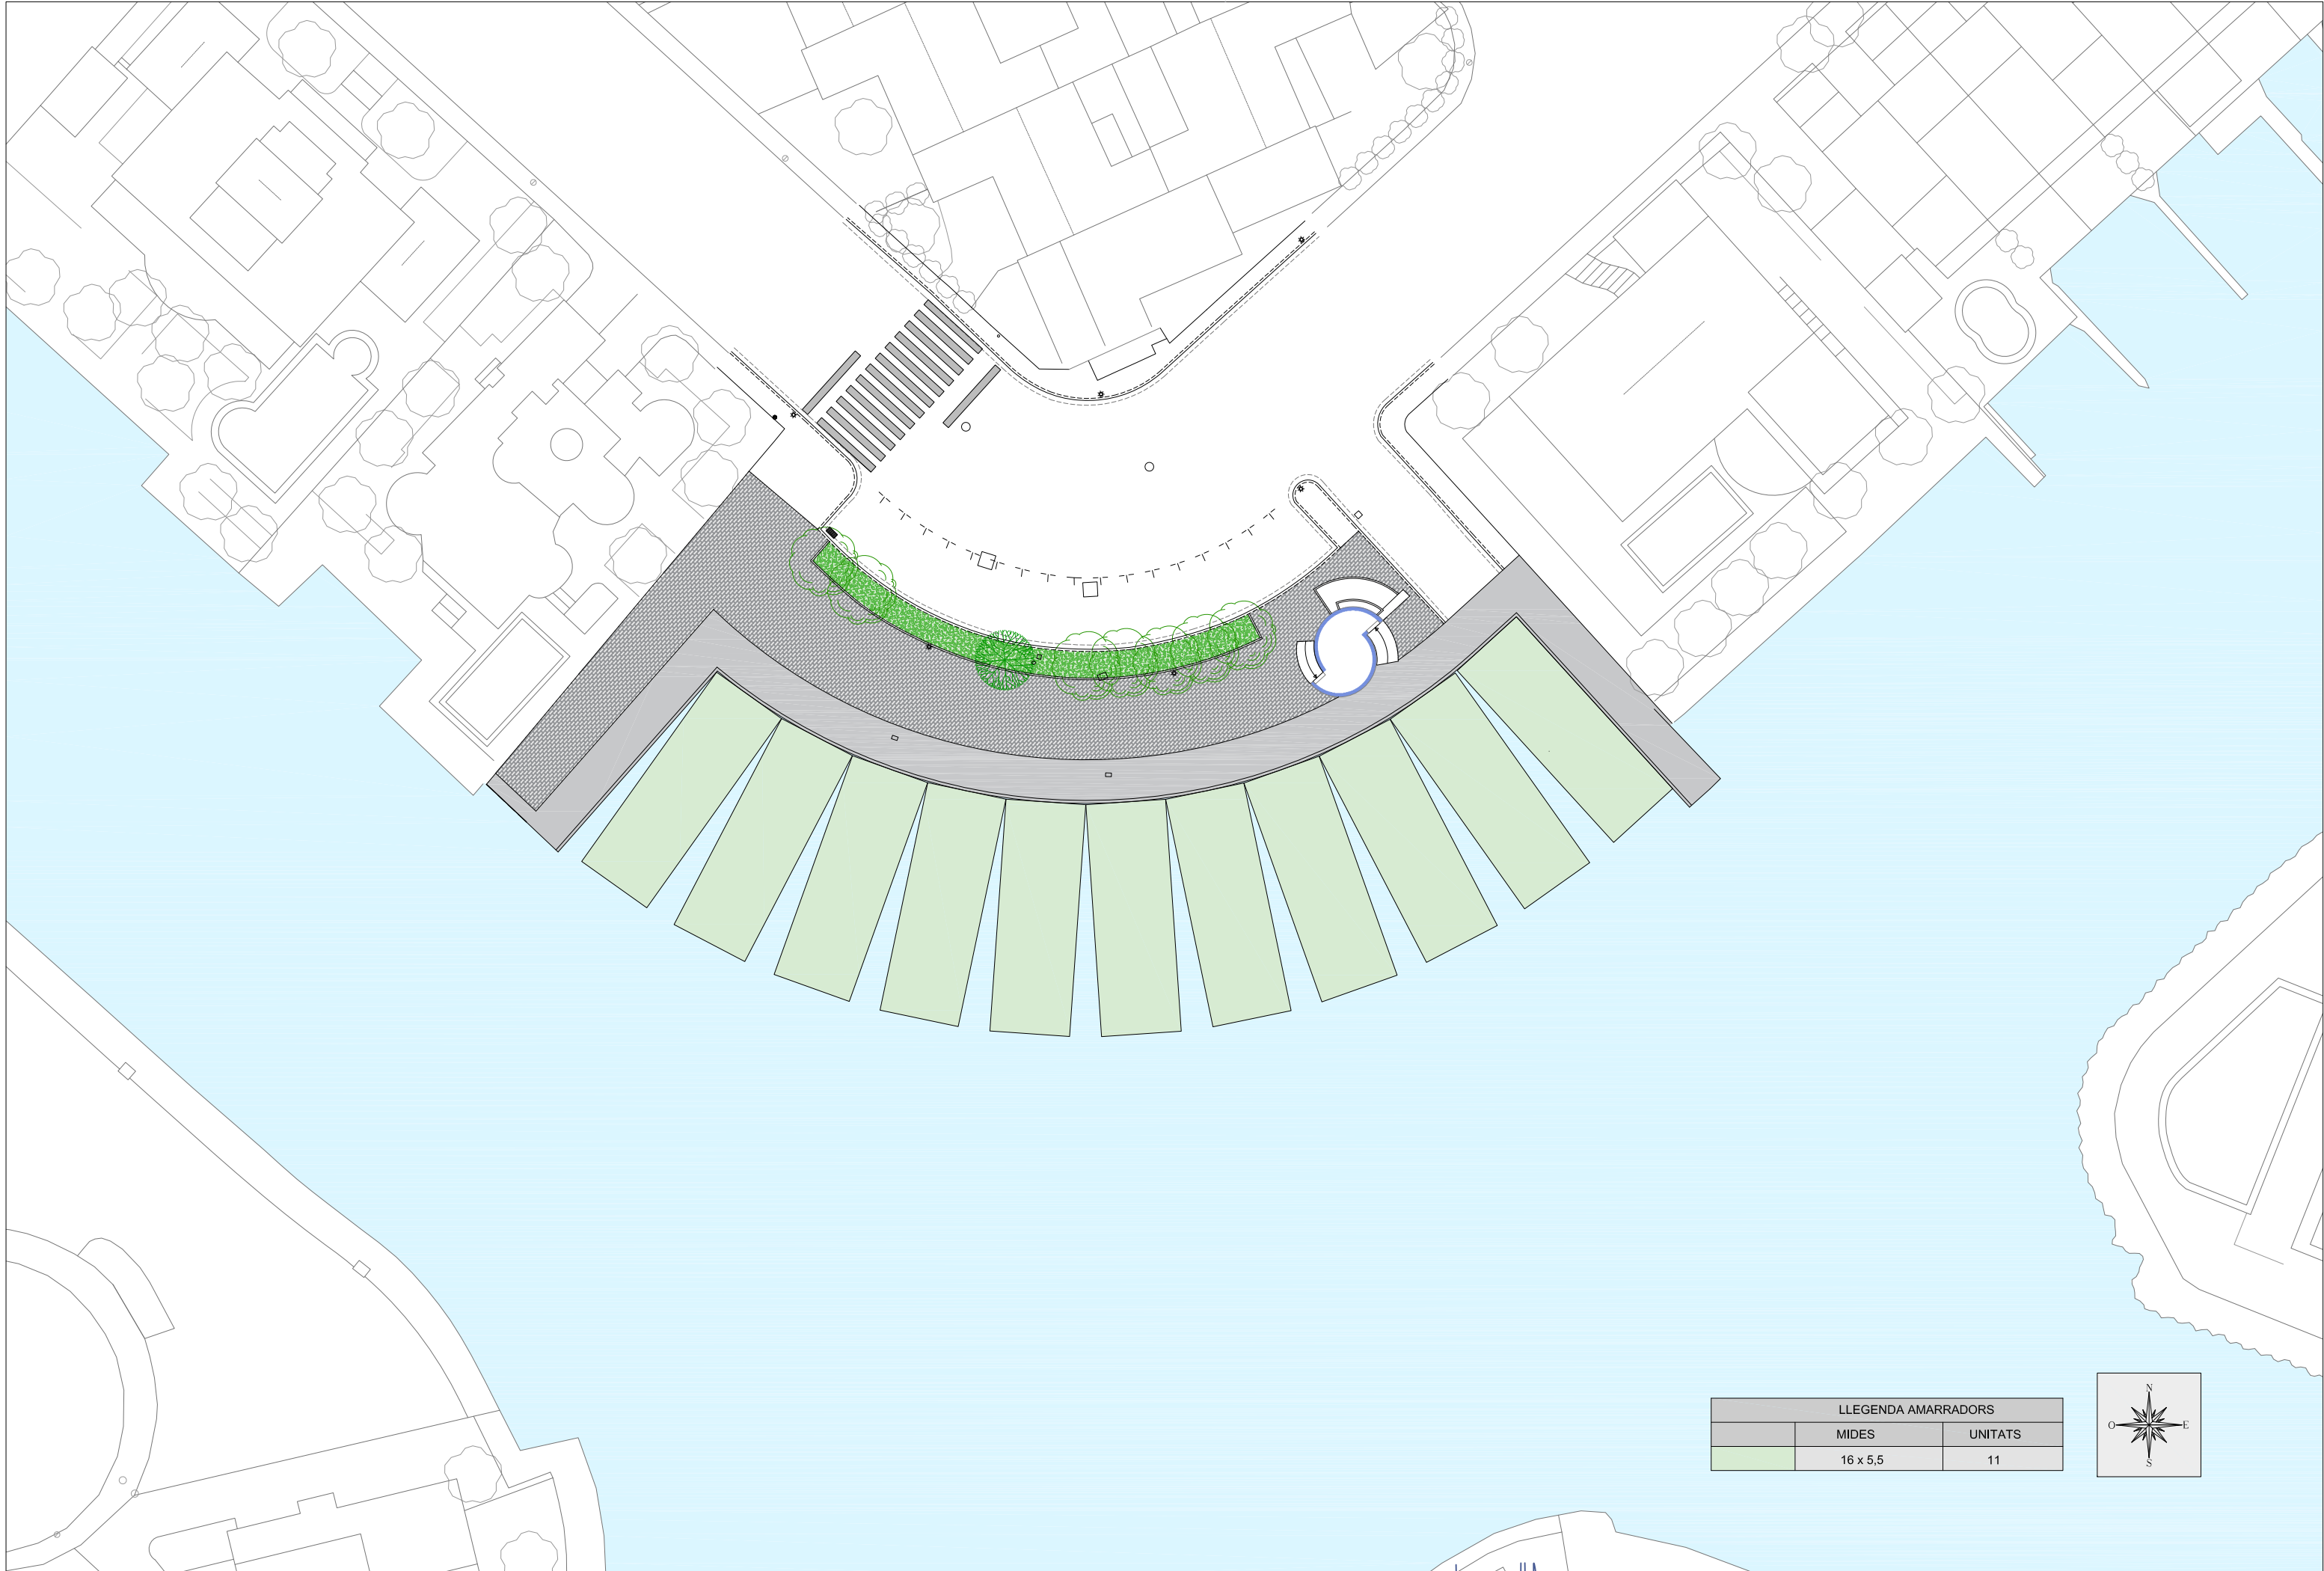 LLEGENDA AMARRADORS
MIDES UNITATS
16 x 5,5 11
N
O E
S